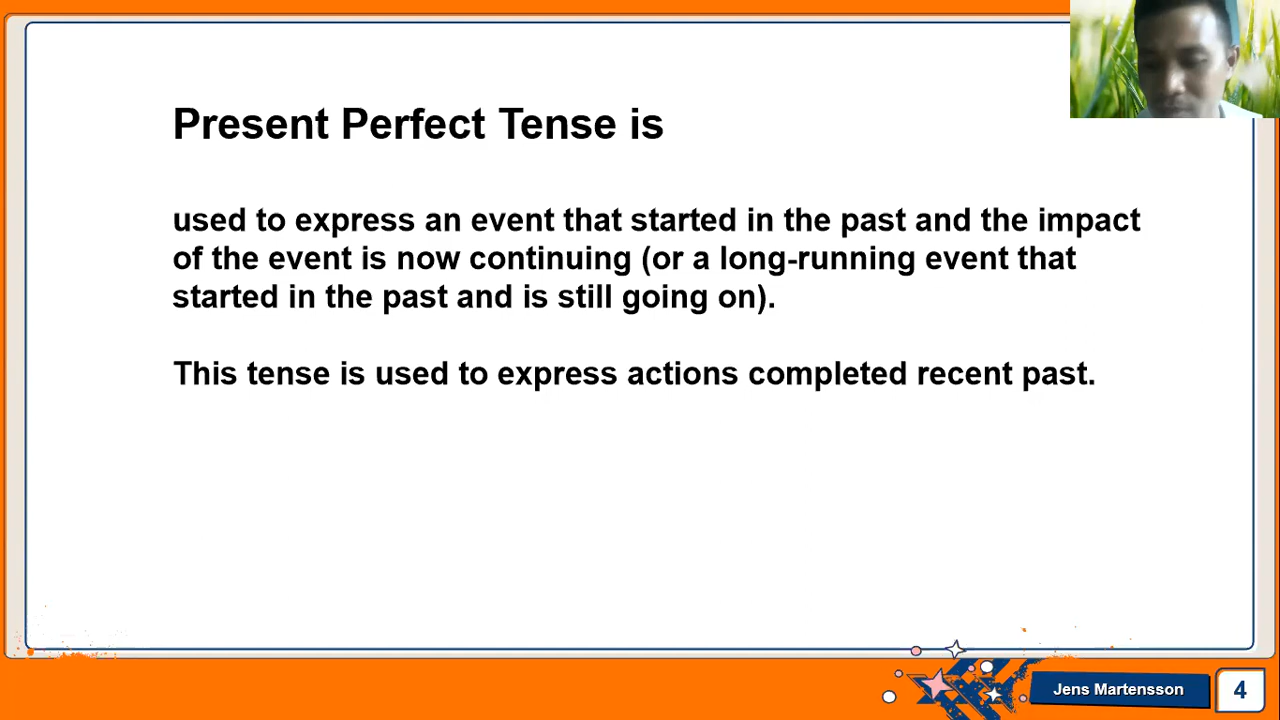 Present Perfect Tense is
used to express an event that started in the past and the impact
of the event is now continuing (or a long-running event that
started in the past and is still going on).
This tense is used to express actions completed recent past.
Jens Martensson
4